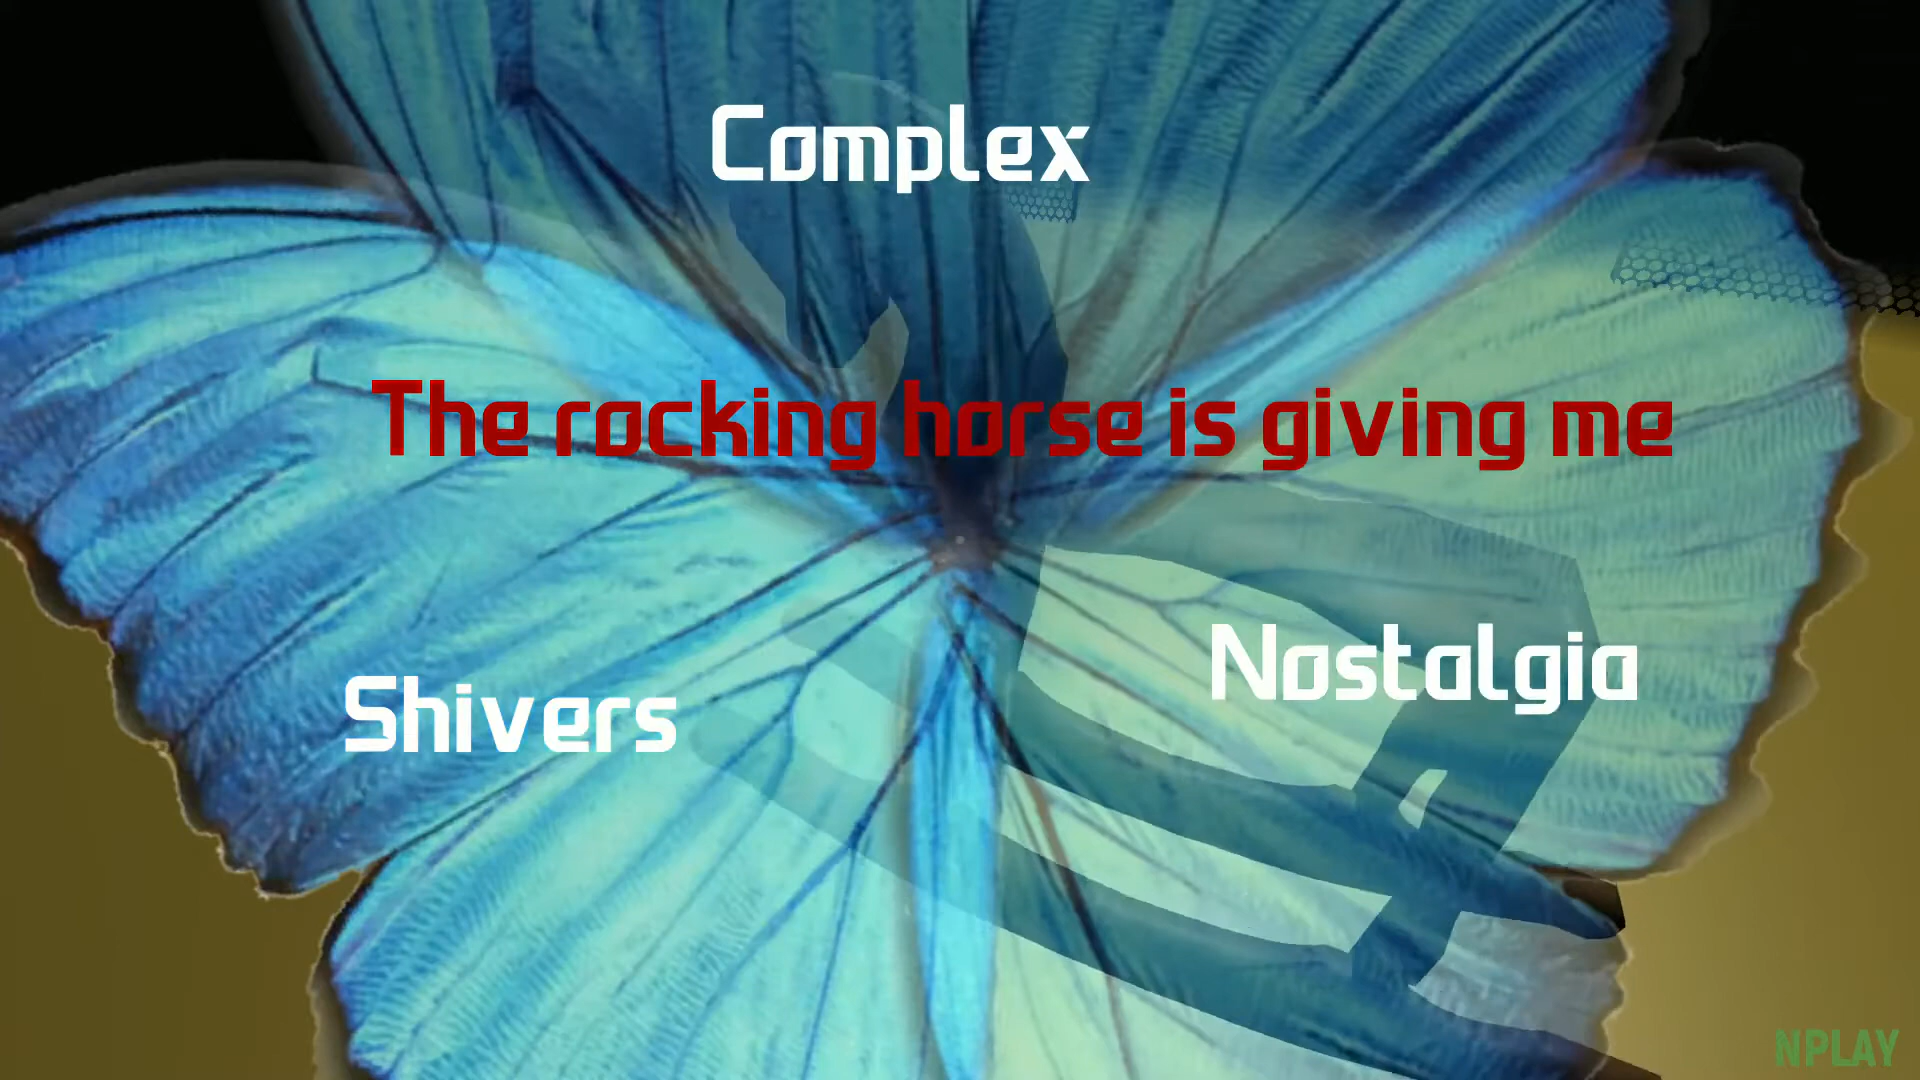 Complex
The rocking horse is giving me
Nostalgia
Shivers
NPLAY